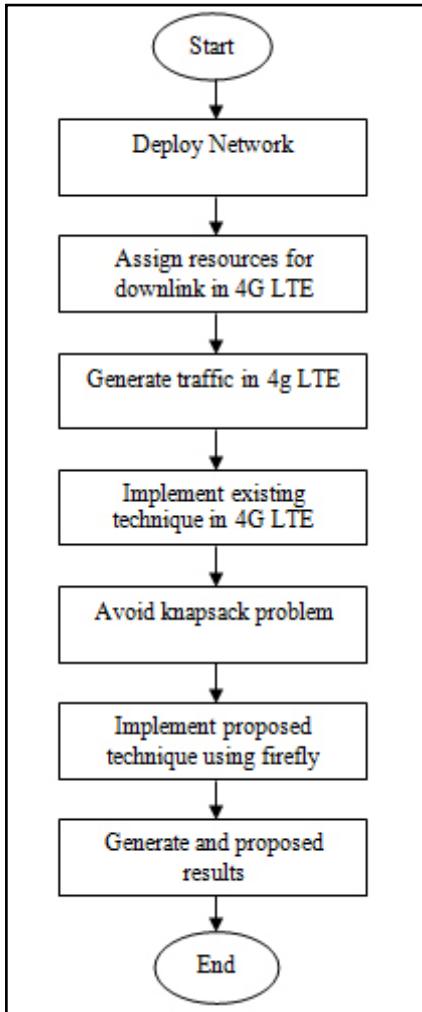 Start
Deploy Network
Assign resources for
downlink in 4G LTE
Generate traffic in 4g LTE
Implement existing
technique in 4G LTE
Avoid knapsack problem
Implement proposed
technique using firefly
Generate and proposed
results
End